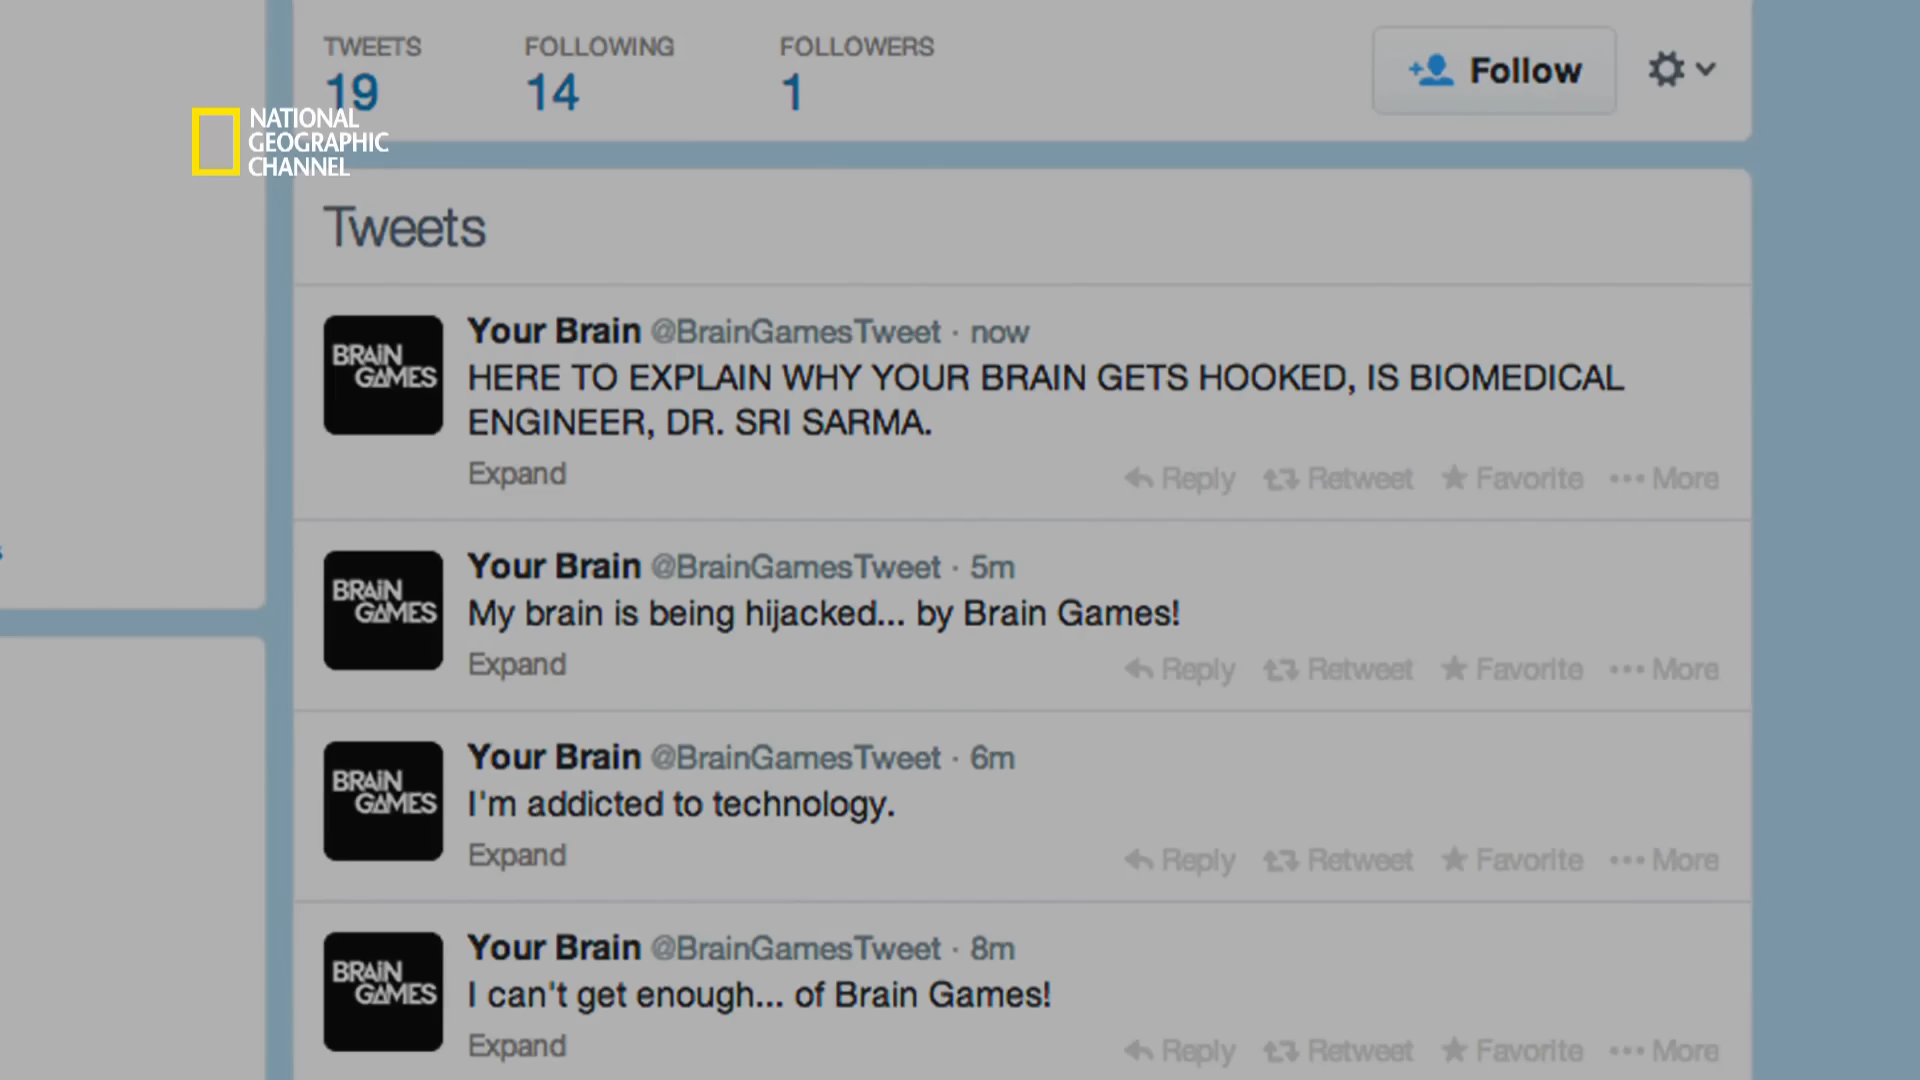 TWEETS FOLLOWING FOLLOWERS
19 14 1
Follow
NATIONAL
GEOGRAPHIC
CHANNEL
Tweets
BRAIN
GAMES
Your Brain @BrainGamesTweet · now
HERE TO EXPLAIN WHY YOUR BRAIN GETS HOOKED, IS BIOMEDICAL
ENGINEER, DR. SRI SARMA.
Expand Reply Retweet Favorite More
BRAIN
GAMES
Your Brain @BrainGamesTweet · 5m
My brain is being hijacked... by Brain Games!
Expand Reply Retweet Favorite More
BRAIN
GAMES
Your Brain @BrainGamesTweet · 6m
I'm addicted to technology.
Expand Reply Retweet Favorite More
BRAIN
GAMES
Your Brain @BrainGamesTweet · 8m
I can't get enough... of Brain Games!
Expand Reply Retweet Favorite More